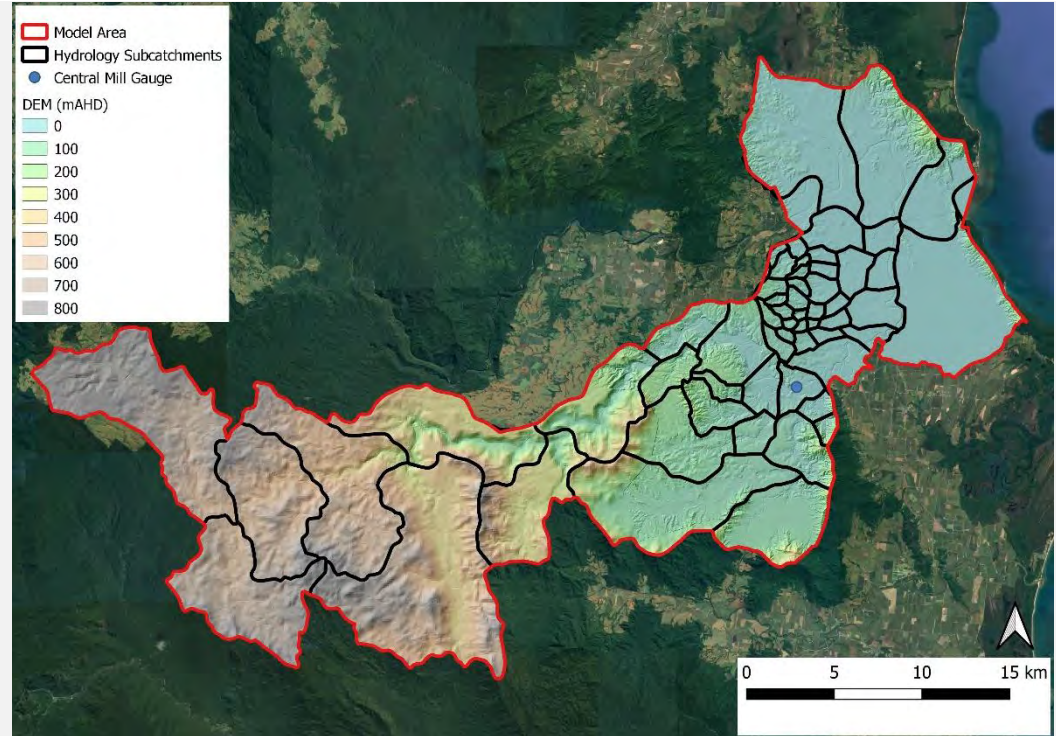 Model Area
Hydrology Subcatchments
Central Mill Gauge
DEM (mAHD)
0
100
200
300
400
500
600
700
800
0 5 10 15 km